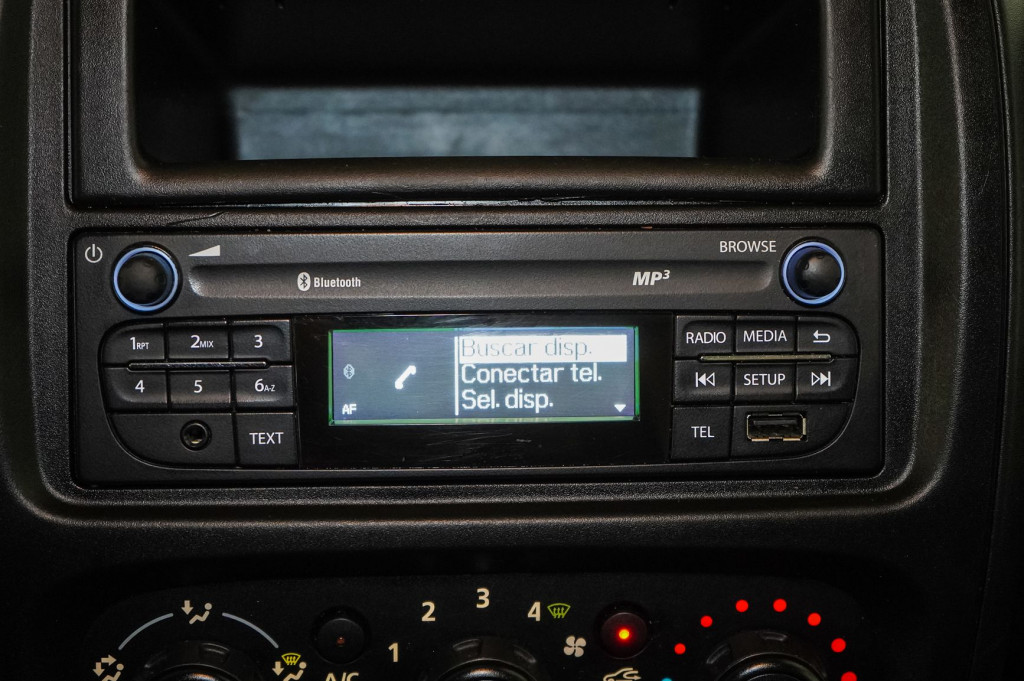 BROWSE
Bluetooth
MP3
1RPT
2MIX
3
4
5
6A-Z
TEXT
Buscar disp.
Conectar tel.
Sel. disp.
AF
RADIO
MEDIA
SETUP
TEL
1
2
3
4
A/C